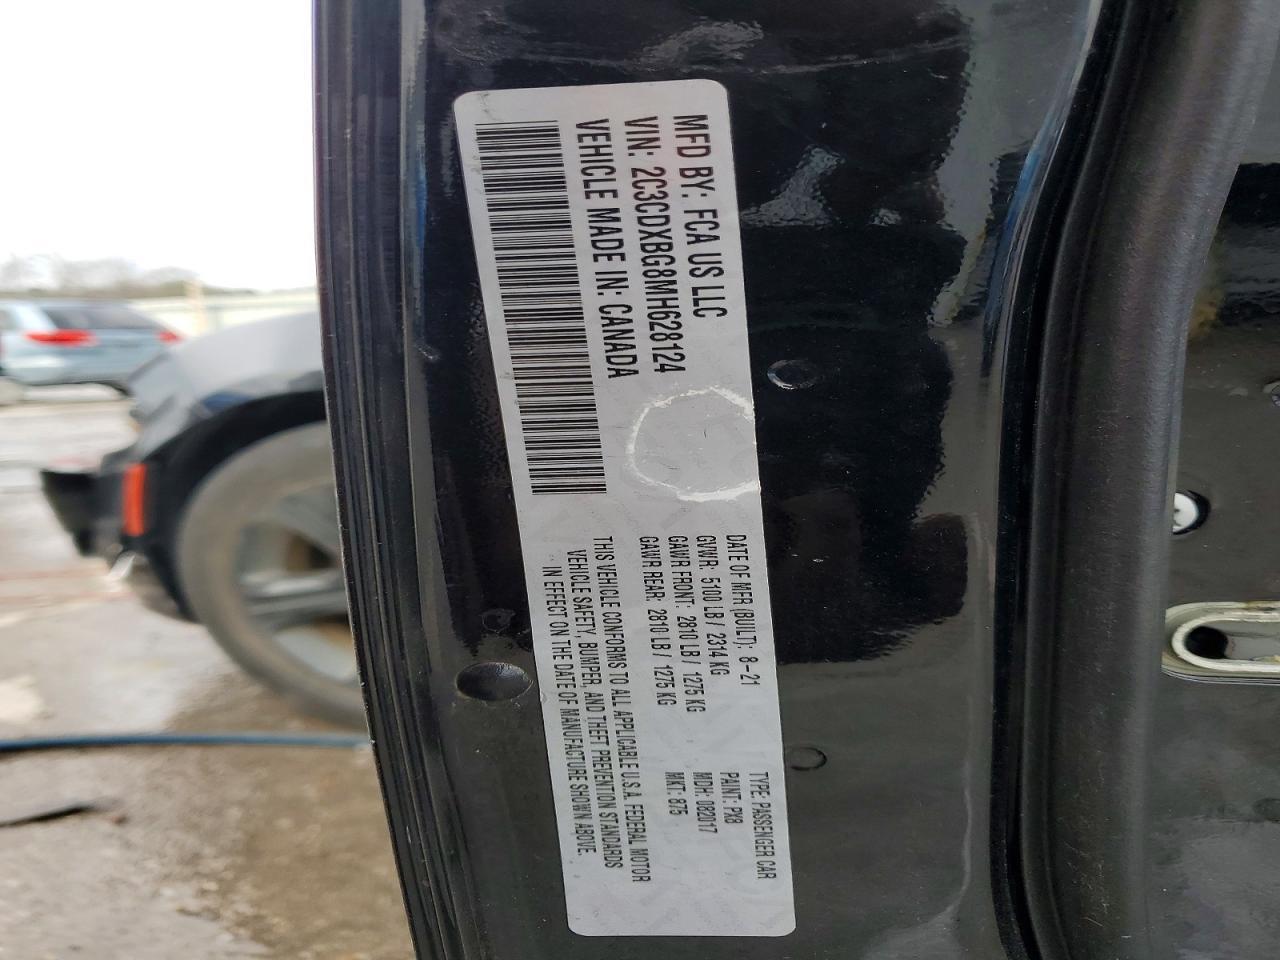 MFD BY: FCA US LLC
VIN: 2C3CDXBG8MH628124
VEHICLE MADE IN: CANADA
DATE OF MFR (BUILT): 8-21
GVWR: 5100 LB / 2314 KG
GAWR FRONT: 2810 LB / 1275 KG
GAWR REAR: 2810 LB / 1275 KG
TYPE: PASSENGER CAR
PAINT: PX8
MDH: 082017
MKT: 875
THIS VEHICLE CONFORMS TO ALL APPLICABLE U.S.A. FEDERAL MOTOR
VEHICLE SAFETY, BUMPER, AND THEFT PREVENTION STANDARDS
IN EFFECT ON THE DATE OF MANUFACTURE SHOWN ABOVE.